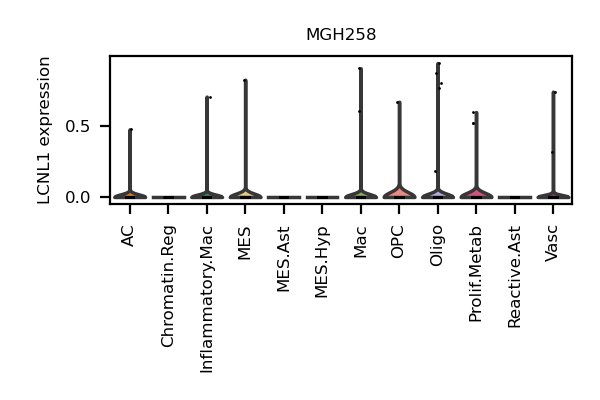 MGH258
LCNL1 expression
0.5
0.0
AC
Chromatin.Reg
Inflammatory.Mac
MES
MES.Ast
MES.Hyp
Mac
OPC
Oligo
Prolif.Metab
Reactive.Ast
Vasc